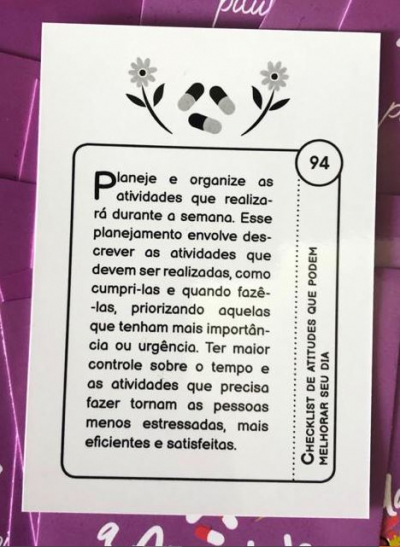 94
Planeje e organize as
atividades que realiza-
rá durante a semana. Esse
planejamento envolve des-
crever as atividades que
devem ser realizadas, como
cumpri-las e quando fazê-
-las, priorizando aquelas
que tenham mais importân-
cia ou urgência. Ter maior
controle sobre o tempo e
as atividades que precisa
fazer tornam as pessoas
menos estressadas, mais
eficientes e satisfeitas.
CHECKLIST DE ATITUDES QUE PODEM
MELHORAR SEU DIA